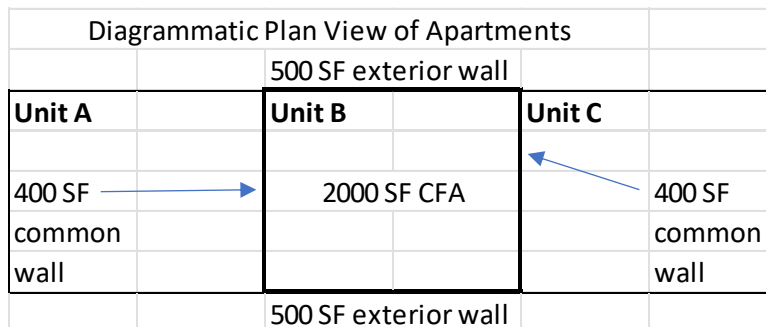 Diagrammatic Plan View of Apartments
500 SF exterior wall
Unit A Unit B Unit C
400 SF 2000 SF CFA 400 SF
common common
wall wall
500 SF exterior wall